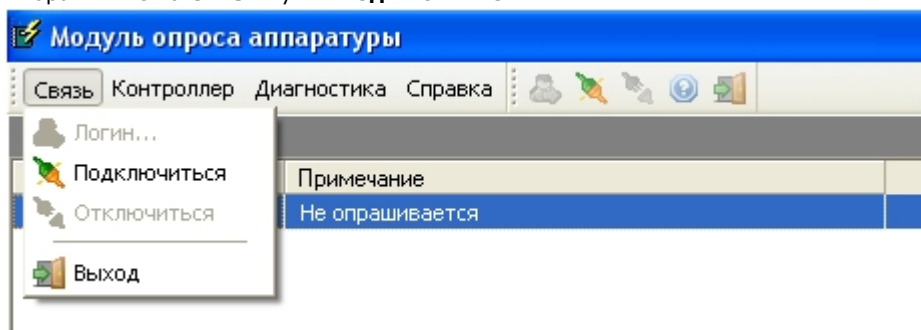 Модуль опроса аппаратуры
Связь Контроллер Диагностика Справка
Логин...
Подключиться
Отключиться
Выход
Примечание
Не опрашивается